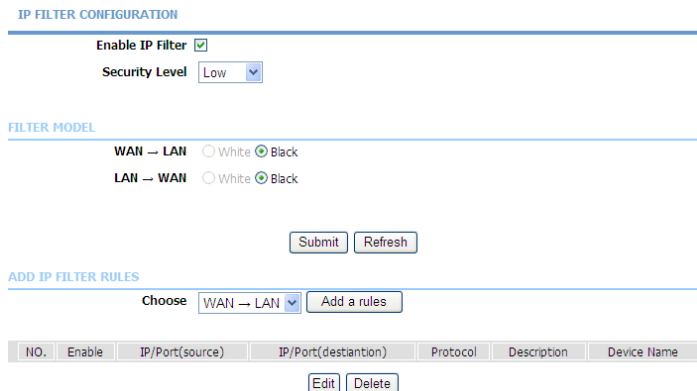 IP FILTER CONFIGURATION
Enable IP Filter
Security Level Low
FILTER MODEL
WAN → LAN White Black
LAN → WAN White Black
Submit Refresh
ADD IP FILTER RULES
Choose WAN → LAN Add a rules
NO. Enable IP/Port(source) IP/Port(destiantion) Protocol Description Device Name
Edit Delete